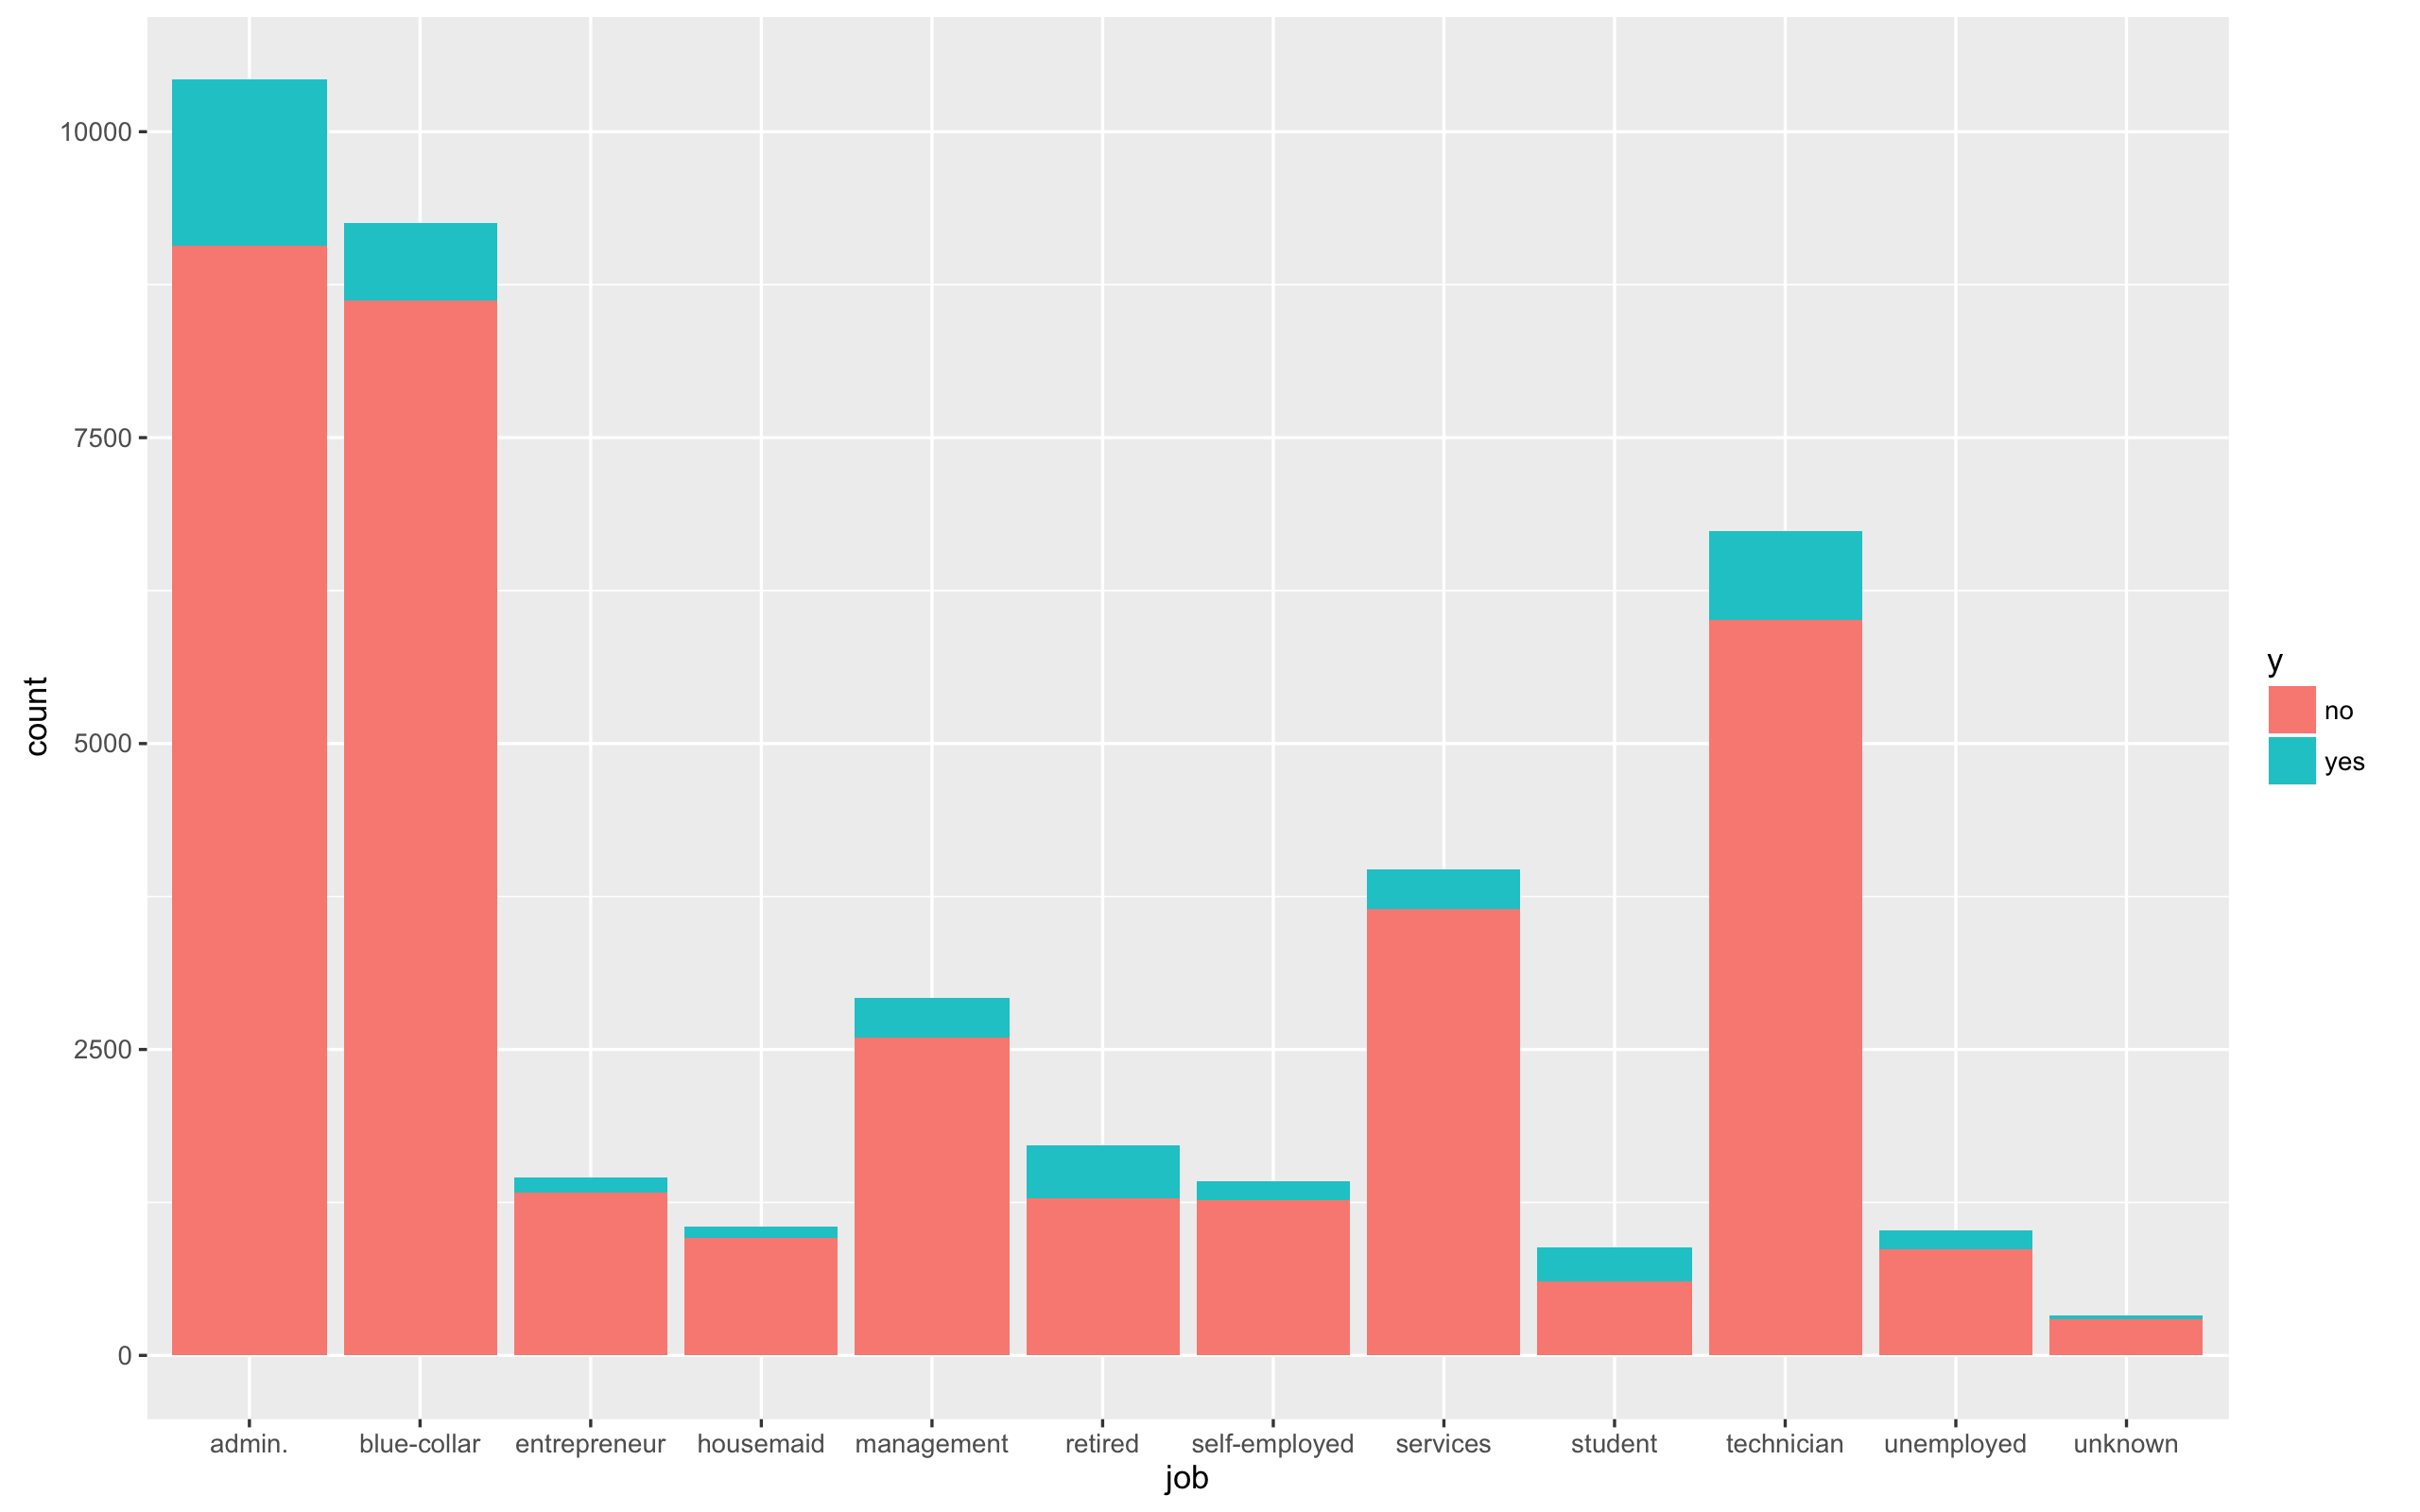 count
10000
7500
5000
2500
0
admin. blue-collar entrepreneur housemaid management retired self-employed services student technician unemployed unknown
job
y
no
yes